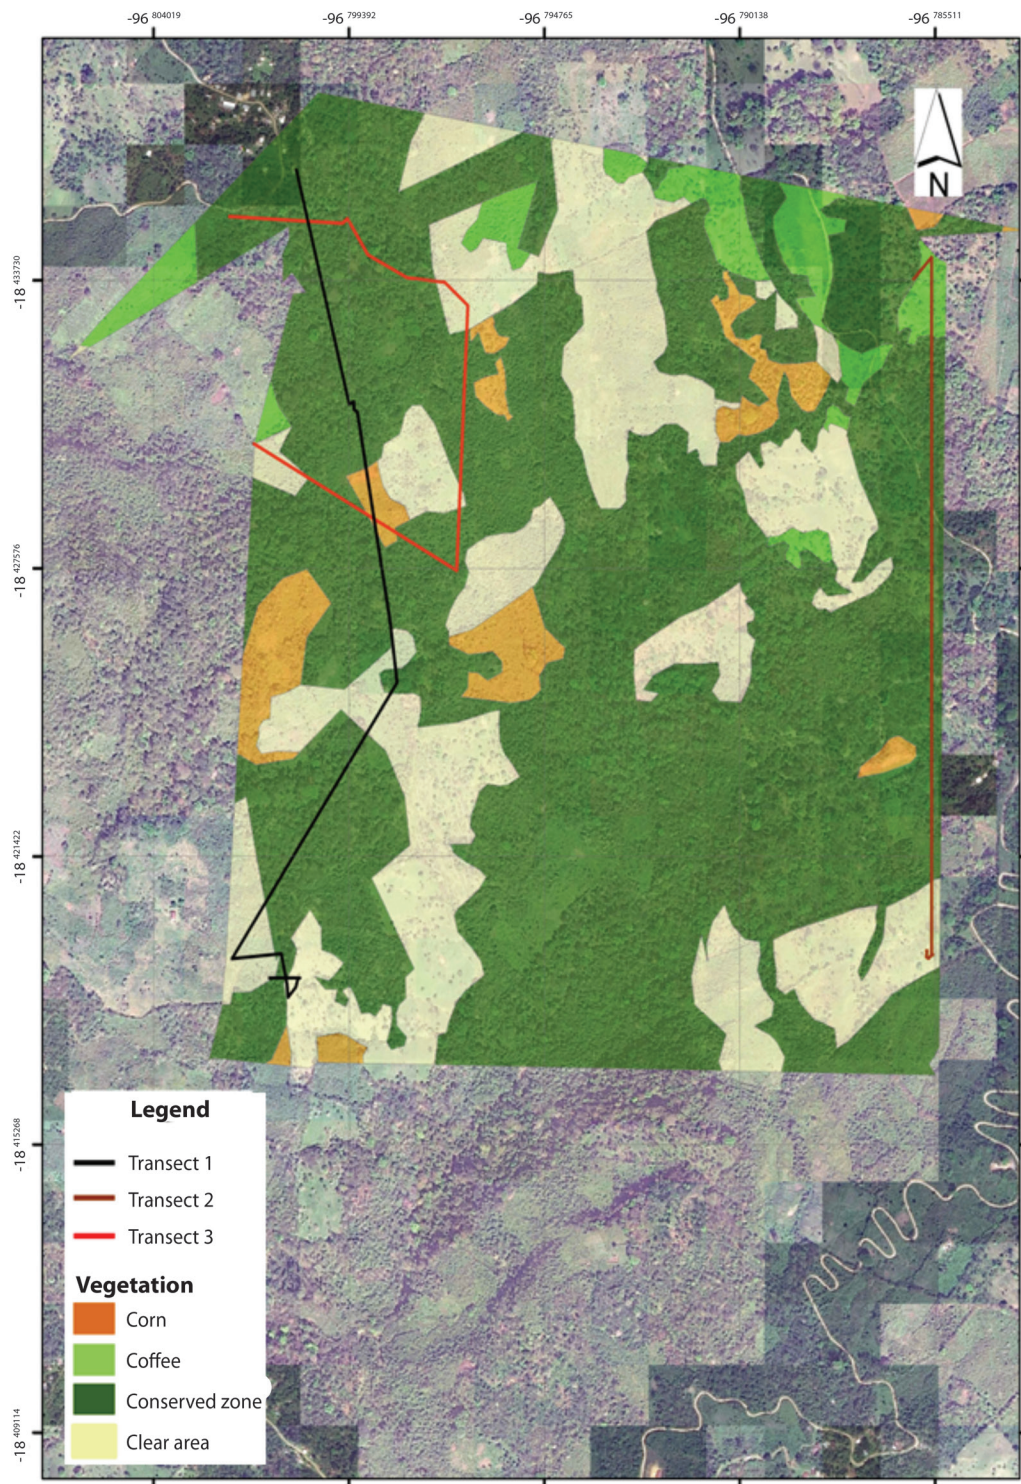 -96 804019 -96 799392 -96 794765 -96 790138 -96 785511
N
-18 433730
-18 427576
-18 421422
-18 415268
-18 409114
Legend
Transect 1
Transect 2
Transect 3
Vegetation
Corn
Coffee
Conserved zone
Clear area